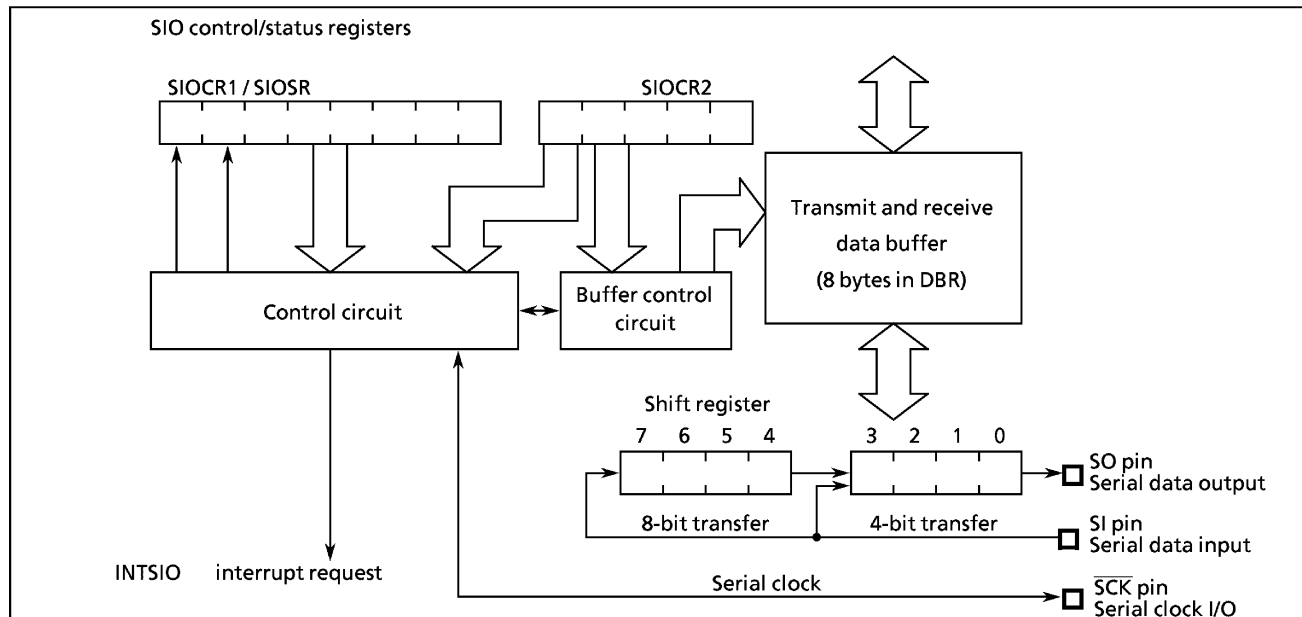 SIO control/status registers
SIOCR1 / SIOSR
SIOCR2
Transmit and receive
data buffer
(8 bytes in DBR)
Control circuit
Buffer control
circuit
Shift register
7 6 5 4
3 2 1 0
SO pin
Serial data output
8-bit transfer
4-bit transfer
SI pin
Serial data input
INTSIO interrupt request
Serial clock
S̅C̅K̅ pin
Serial clock I/O